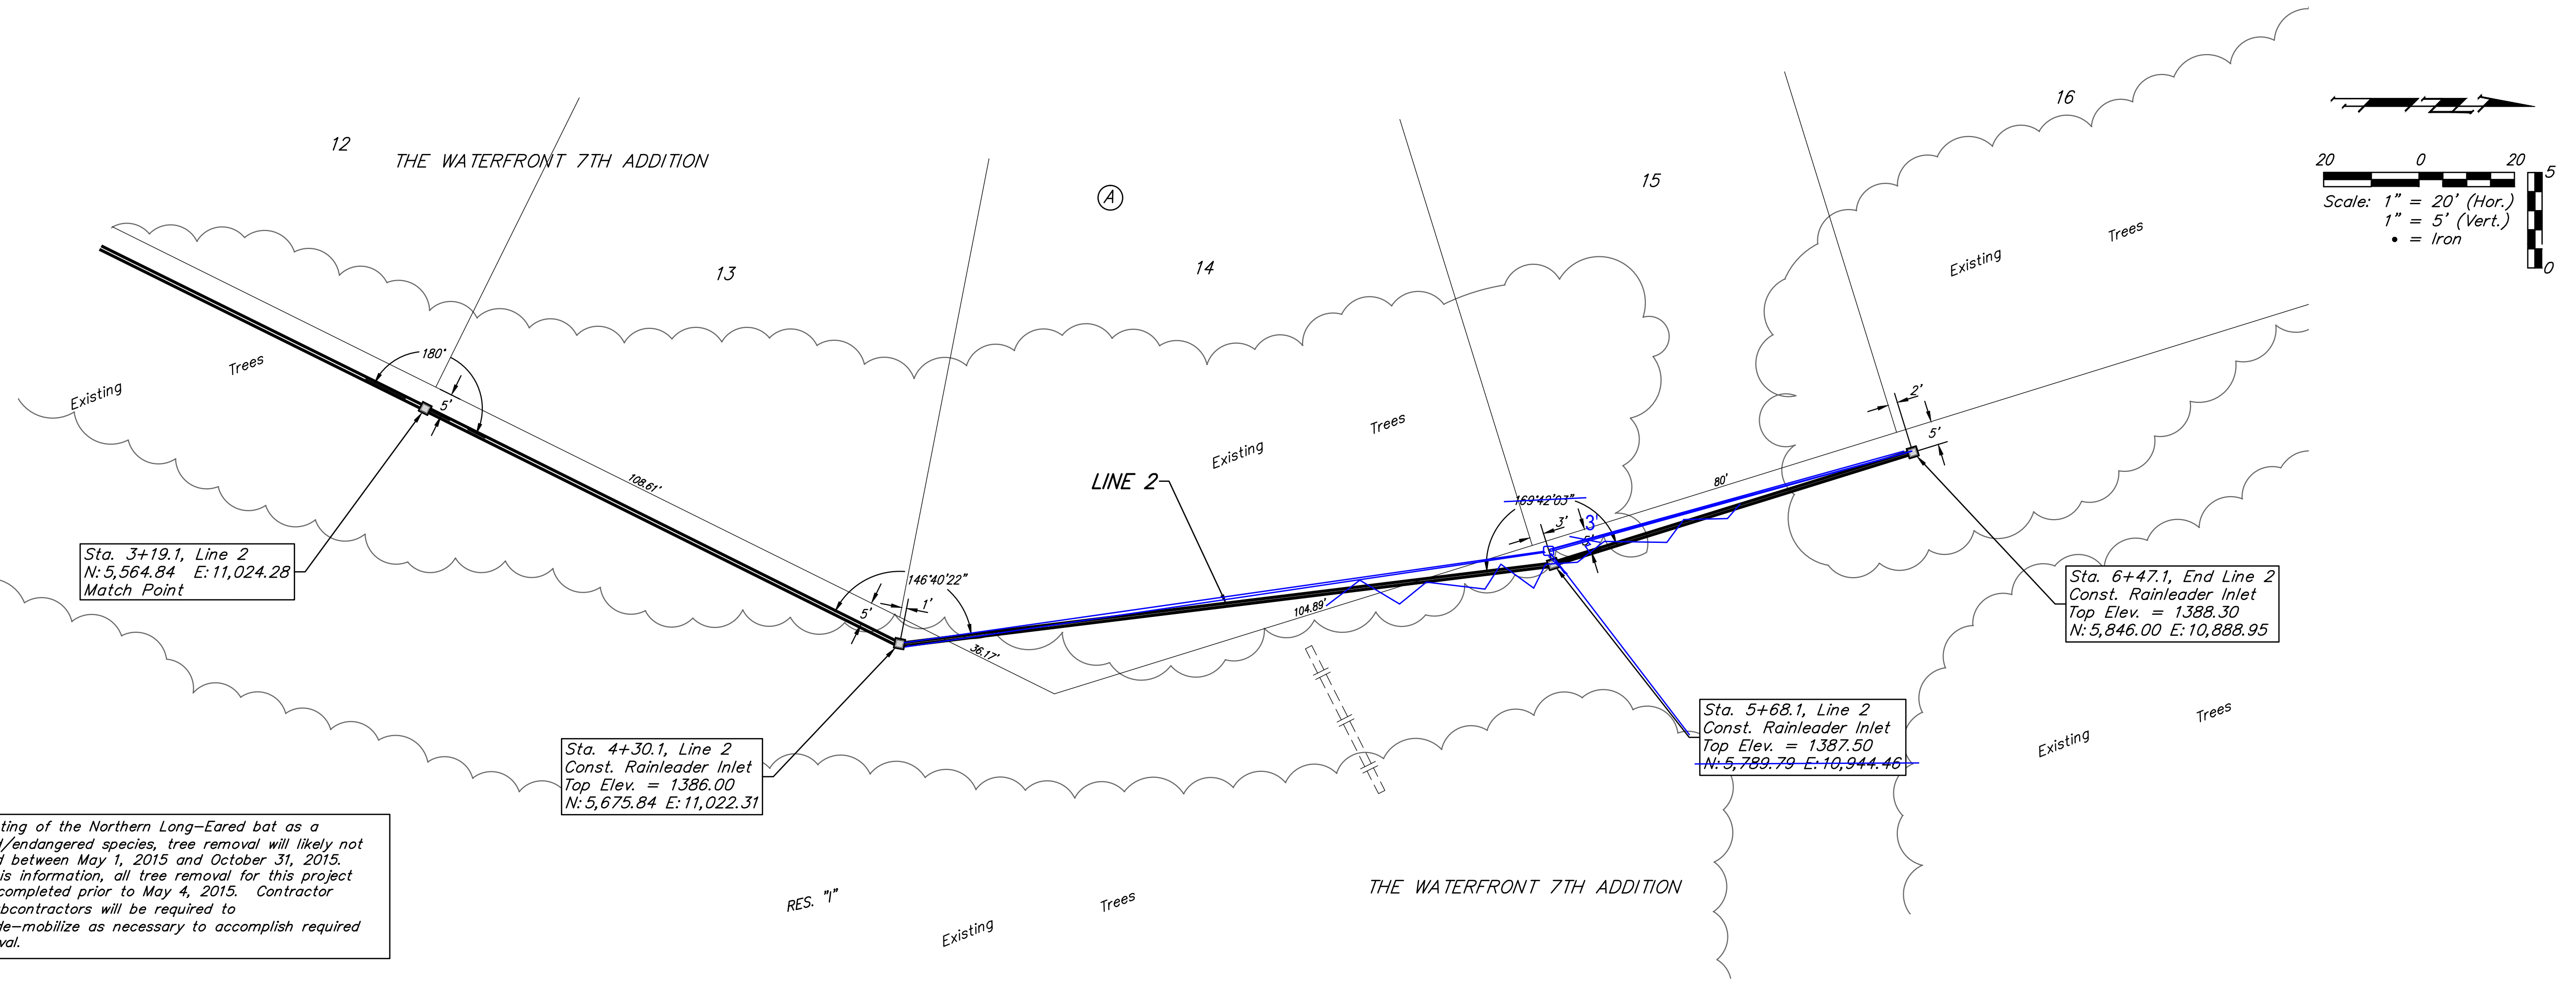 12
THE WATERFRONT 7TH ADDITION
A
13
14
15
16
20 0 20
5
0
Scale: 1" = 20' (Hor.)
1" = 5' (Vert.)
• = Iron
Existing Trees
Existing Trees
Existing Trees
180°
5'
108.61'
Sta. 3+19.1, Line 2
N:5,564.84 E:11,024.28
Match Point
146°40'22"
5'
1'
36.17'
104.89'
LINE 2
169°42'03"
3'
3'
80'
2'
5'
Sta. 4+30.1, Line 2
Const. Rainleader Inlet
Top Elev. = 1386.00
N:5,675.84 E:11,022.31
Sta. 5+68.1, Line 2
Const. Rainleader Inlet
Top Elev. = 1387.50
N:5,789.79 E:10,944.46
Sta. 6+47.1, End Line 2
Const. Rainleader Inlet
Top Elev. = 1388.30
N:5,846.00 E:10,888.95
Existing Trees
ting of the Northern Long-Eared bat as a
d/endangered species, tree removal will likely not
d between May 1, 2015 and October 31, 2015.
is information, all tree removal for this project
completed prior to May 4, 2015. Contractor
bcontractors will be required to
de-mobilize as necessary to accomplish required
val.
RES. "1"
Existing Trees
THE WATERFRONT 7TH ADDITION